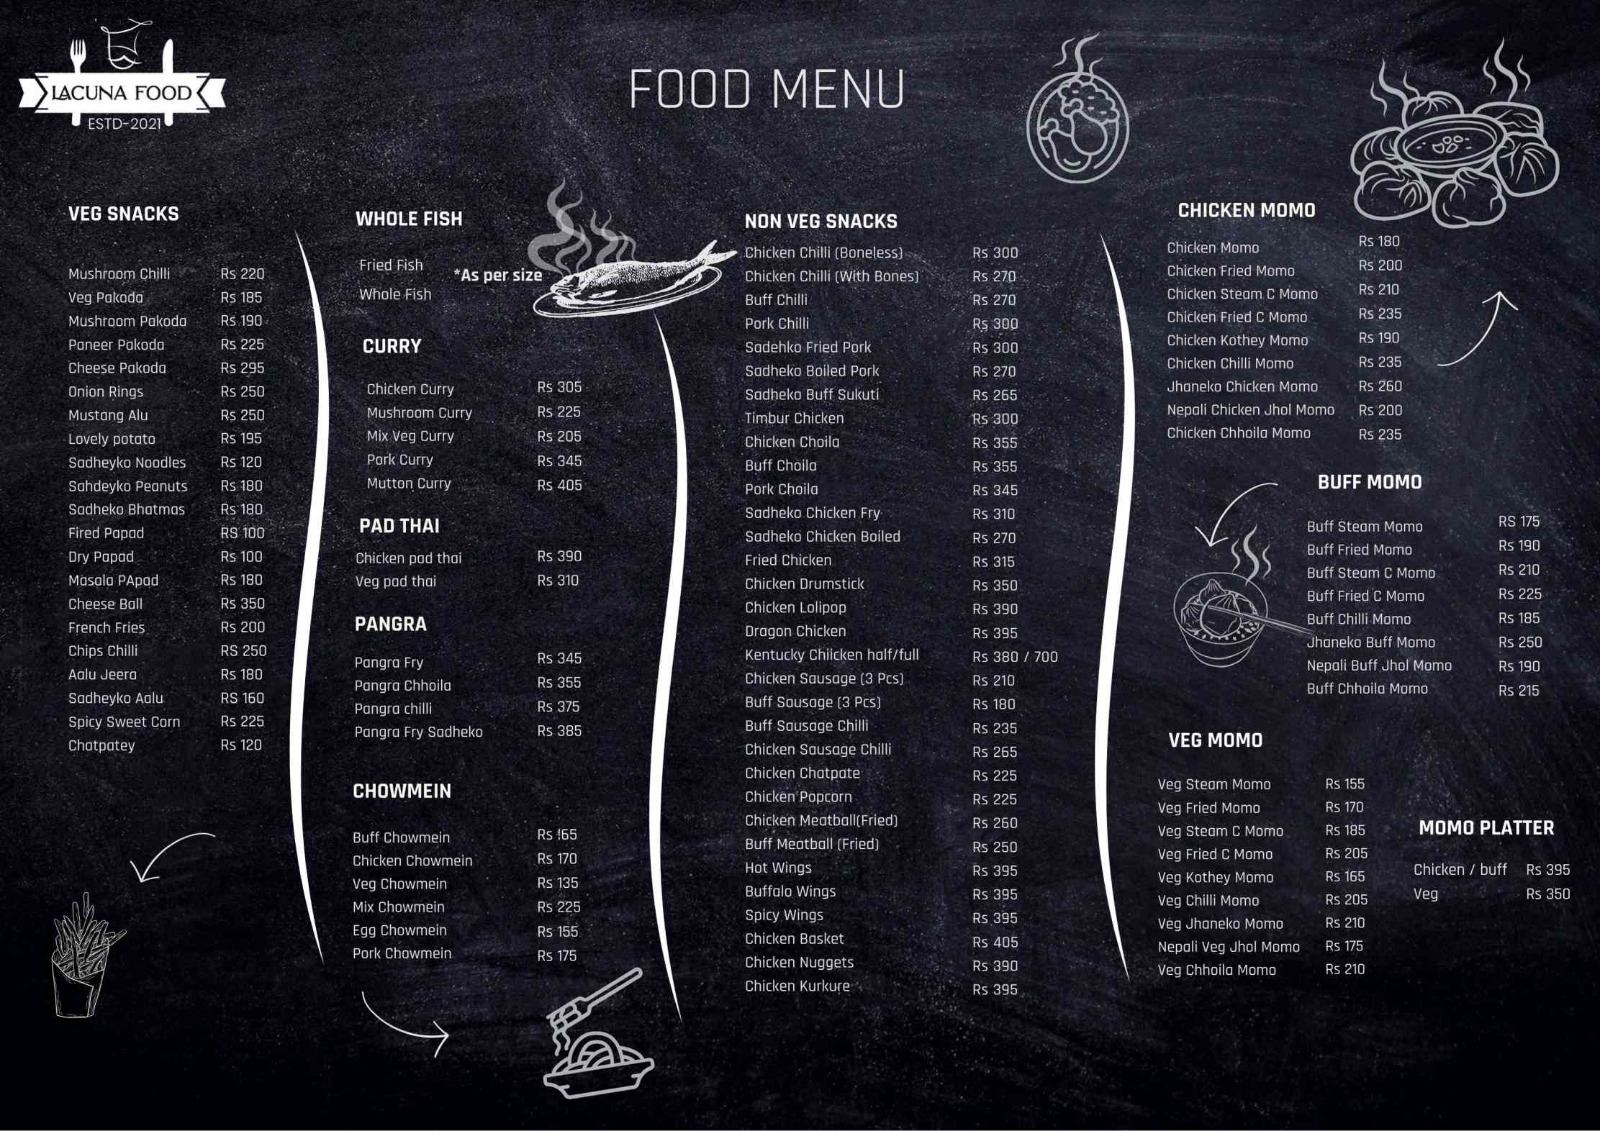 LACUNA FOOD
ESTD-2021
FOOD MENU
VEG SNACKS
Mushroom Chilli Rs 220
Veg Pakoda Rs 185
Mushroom Pakoda Rs 190
Paneer Pakoda Rs 225
Cheese Pakoda Rs 295
Onion Rings Rs 250
Mustang Alu Rs 250
Lovely potato Rs 195
Sadheyko Noodles Rs 120
Sahdeyko Peanuts Rs 180
Sadheko Bhatmas Rs 180
Fired Papad RS 100
Dry Papad Rs 100
Masala PApad Rs 180
Cheese Ball Rs 350
French Fries Rs 200
Chips Chilli RS 250
Aalu Jeera Rs 180
Sadheyko Aalu RS 160
Spicy Sweet Corn Rs 225
Chatpatey Rs 120
WHOLE FISH
Fried Fish
*As per size
Whole Fish
CURRY
Chicken Curry Rs 305
Mushroom Curry Rs 225
Mix Veg Curry Rs 205
Pork Curry Rs 345
Mutton Curry Rs 405
PAD THAI
Chicken pad thai Rs 390
Veg pad thai Rs 310
PANGRA
Pangra Fry Rs 345
Pangra Chhoila Rs 355
Pangra chilli Rs 375
Pangra Fry Sadheko Rs 385
CHOWMEIN
Buff Chowmein Rs 165
Chicken Chowmein Rs 170
Veg Chowmein Rs 135
Mix Chowmein Rs 225
Egg Chowmein Rs 155
Pork Chowmein Rs 175
NON VEG SNACKS
Chicken Chilli (Boneless) Rs 300
Chicken Chilli (With Bones) Rs 270
Buff Chilli Rs 270
Pork Chilli Rs 300
Sadehko Fried Pork Rs 300
Sadheko Boiled Pork Rs 270
Sadheko Buff Sukuti Rs 265
Timbur Chicken Rs 300
Chicken Choila Rs 355
Buff Choila Rs 355
Pork Choila Rs 345
Sadheko Chicken Fry Rs 310
Sadheko Chicken Boiled Rs 270
Fried Chicken Rs 315
Chicken Drumstick Rs 350
Chicken Lolipop Rs 390
Dragon Chicken Rs 395
Kentucky Chiicken half/full Rs 380 / 700
Chicken Sausage (3 Pcs) Rs 210
Buff Sausage (3 Pcs) Rs 180
Buff Sausage Chilli Rs 235
Chicken Sausage Chilli Rs 265
Chicken Chatpate Rs 225
Chicken Popcorn Rs 225
Chicken Meatball(Fried) Rs 260
Buff Meatball (Fried) Rs 250
Hot Wings Rs 395
Buffalo Wings Rs 395
Spicy Wings Rs 395
Chicken Basket Rs 405
Chicken Nuggets Rs 390
Chicken Kurkure Rs 395
CHICKEN MOMO
Chicken Momo Rs 180
Chicken Fried Momo Rs 200
Chicken Steam C Momo Rs 210
Chicken Fried C Momo Rs 235
Chicken Kothey Momo Rs 190
Chicken Chilli Momo Rs 235
Jhaneko Chicken Momo Rs 260
Nepali Chicken Jhol Momo Rs 200
Chicken Chhoila Momo Rs 235
BUFF MOMO
Buff Steam Momo RS 175
Buff Fried Momo Rs 190
Buff Steam C Momo Rs 210
Buff Fried C Momo Rs 225
Buff Chilli Momo Rs 185
Jhaneko Buff Momo Rs 250
Nepali Buff Jhol Momo Rs 190
Buff Chhoila Momo Rs 215
VEG MOMO
Veg Steam Momo Rs 155
Veg Fried Momo Rs 170
Veg Steam C Momo Rs 185
Veg Fried C Momo Rs 205
Veg Kothey Momo Rs 165
Veg Chilli Momo Rs 205
Veg Jhaneko Momo Rs 210
Nepali Veg Jhol Momo Rs 175
Veg Chhoila Momo Rs 210
MOMO PLATTER
Chicken / buff Rs 395
Veg Rs 350